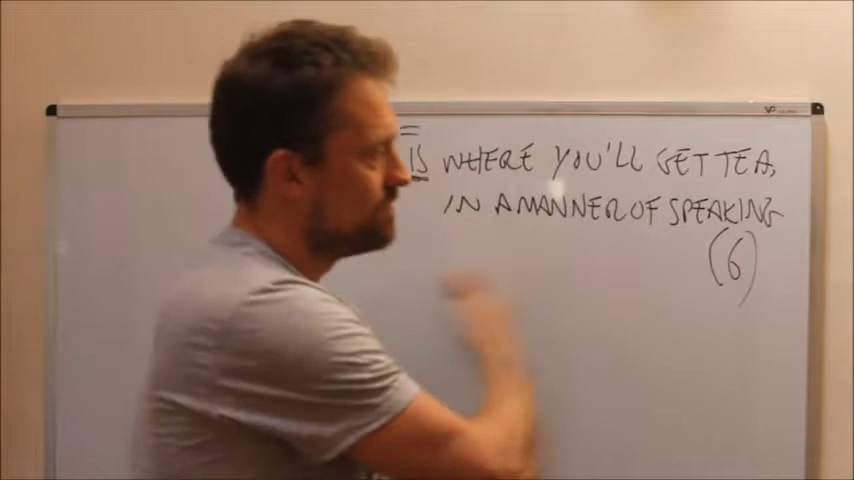 IS WHERE YOU'LL GET TEA,
IN A MANNER OF SPEAKING
(6)